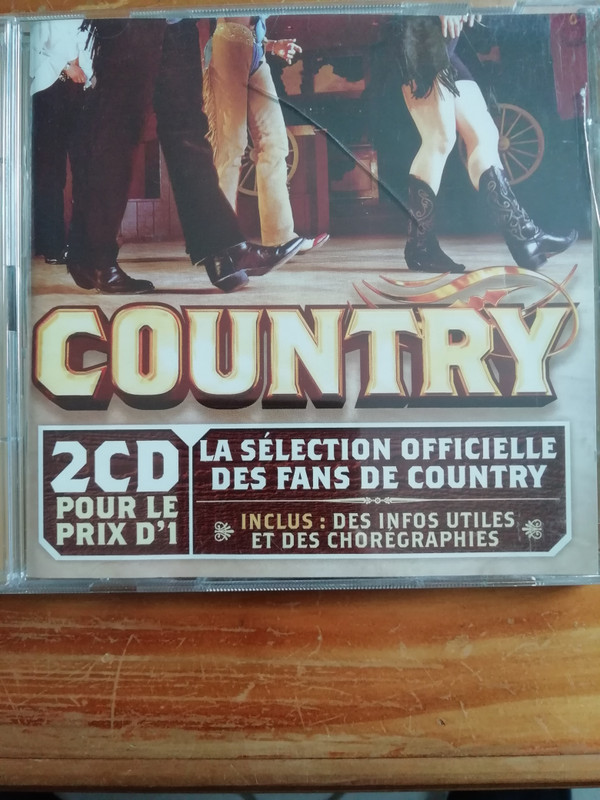 COUNTRY
2CD
POUR LE
PRIX D'1
LA SÉLECTION OFFICIELLE
DES FANS DE COUNTRY
INCLUS : DES INFOS UTILES
ET DES CHORÉGRAPHIES